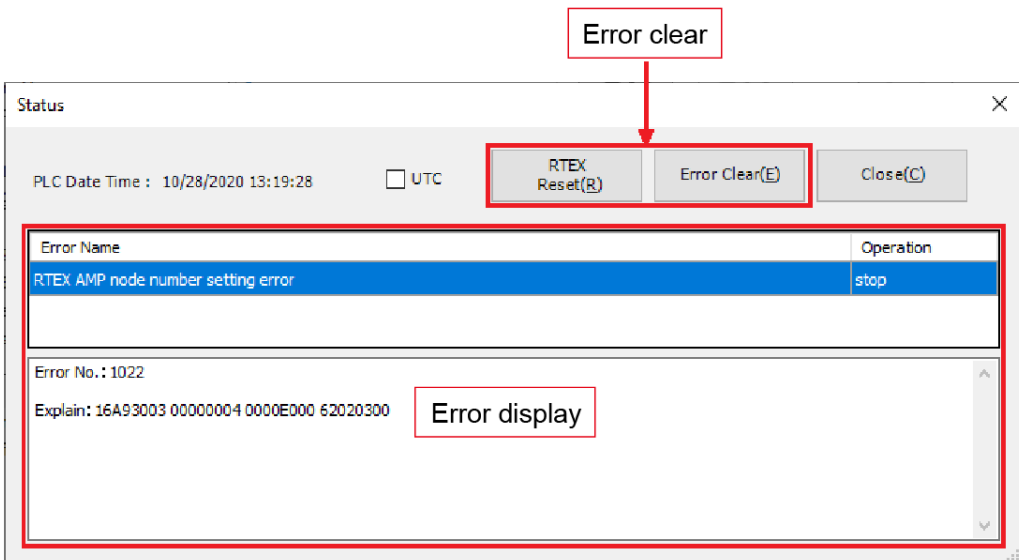 Error clear
Status
PLC Date Time : 10/28/2020 13:19:28
UTC
RTEX
Reset(R)
Error Clear(E)
Close(C)
Error Name Operation
RTEX AMP node number setting error stop
Error No.: 1022
Explain: 16A93003 00000004 0000E000 62020300
Error display